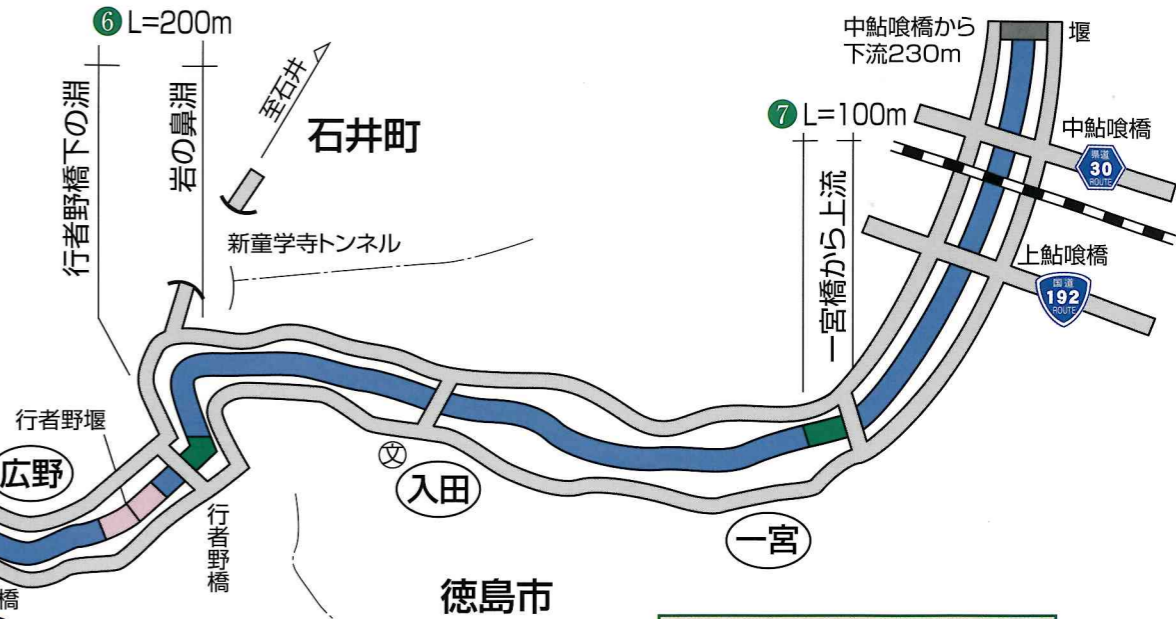 ⑥ L=200m
行者野橋下の淵
岩の鼻淵
至石井
石井町
新童学寺トンネル
中鮎喰橋から
下流230m
堰
⑦ L=100m
一宮橋から上流
中鮎喰橋
県道
30
ROUTE
上鮎喰橋
国道
192
ROUTE
行者野堰
広野
文
入田
行者野橋
一宮
徳島市
橋